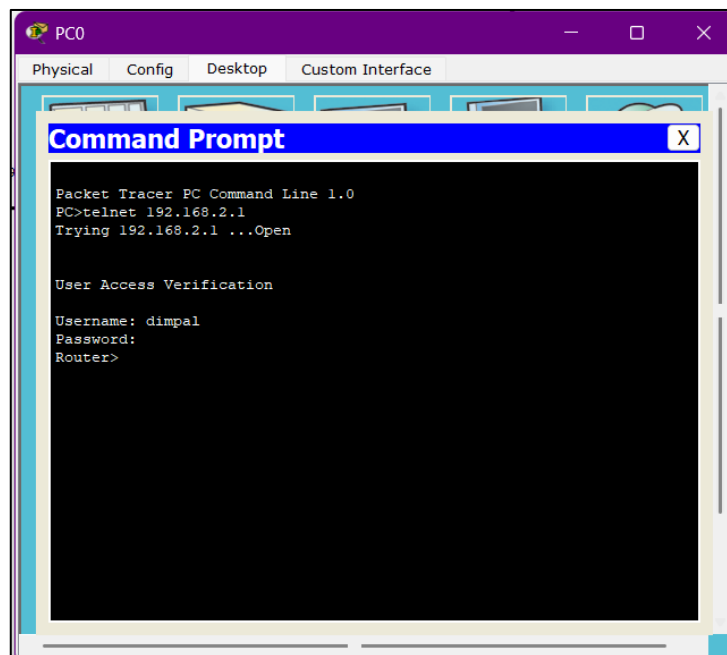 PC0
Physical Config Desktop Custom Interface
Command Prompt X
Packet Tracer PC Command Line 1.0
PC>telnet 192.168.2.1
Trying 192.168.2.1 ...Open
User Access Verification
Username: dimpal
Password:
Router>